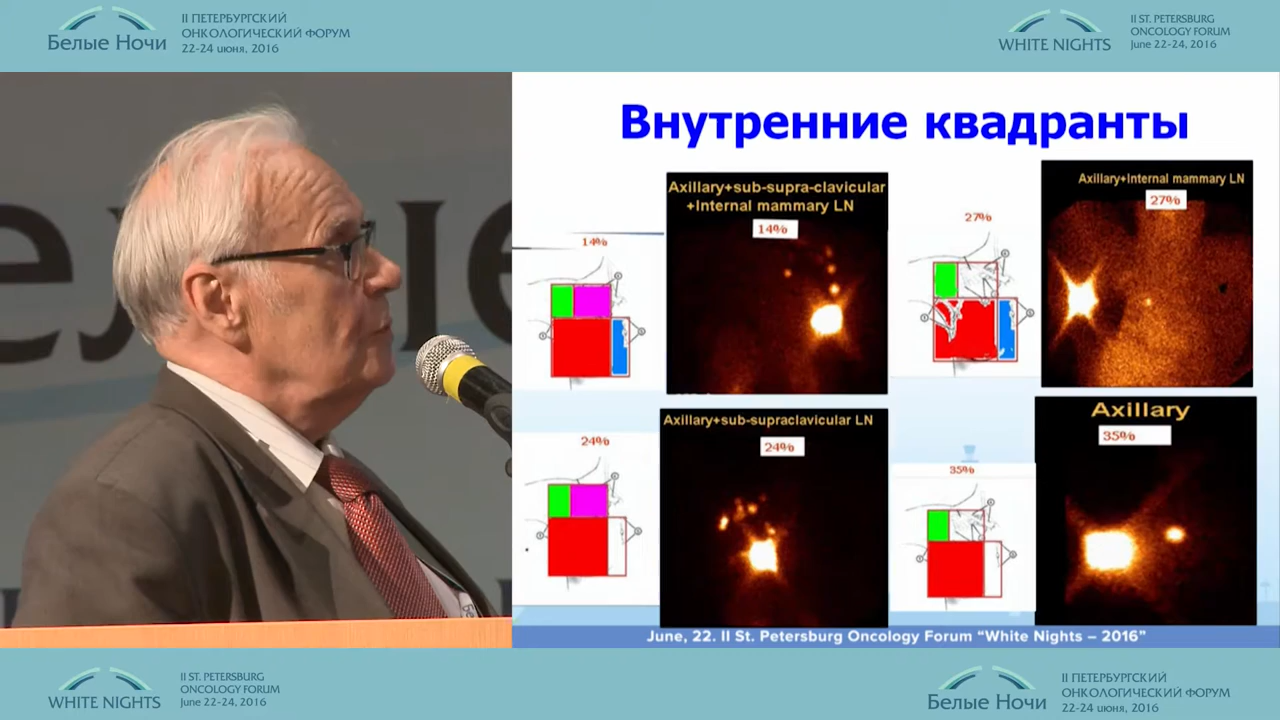 Белые Ночи
II ПЕТЕРБУРГСКИЙ
ОНКОЛОГИЧЕСКИЙ ФОРУМ
22-24 июня, 2016
WHITE NIGHTS
II ST. PETERSBURG
ONCOLOGY FORUM
June 22-24, 2016
Внутренние квадранты
14%
Axillary+sub-supra-clavicular
+Internal mammary LN
14%
27%
Axillary+Internal mammary LN
27%
24%
Axillary+sub-supraclavicular LN
24%
35%
Axillary
35%
June, 22. II St. Petersburg Oncology Forum “White Nights – 2016”
WHITE NIGHTS
II ST. PETERSBURG
ONCOLOGY FORUM
June 22-24, 2016
Белые Ночи
II ПЕТЕРБУРГСКИЙ
ОНКОЛОГИЧЕСКИЙ ФОРУМ
22-24 июня, 2016